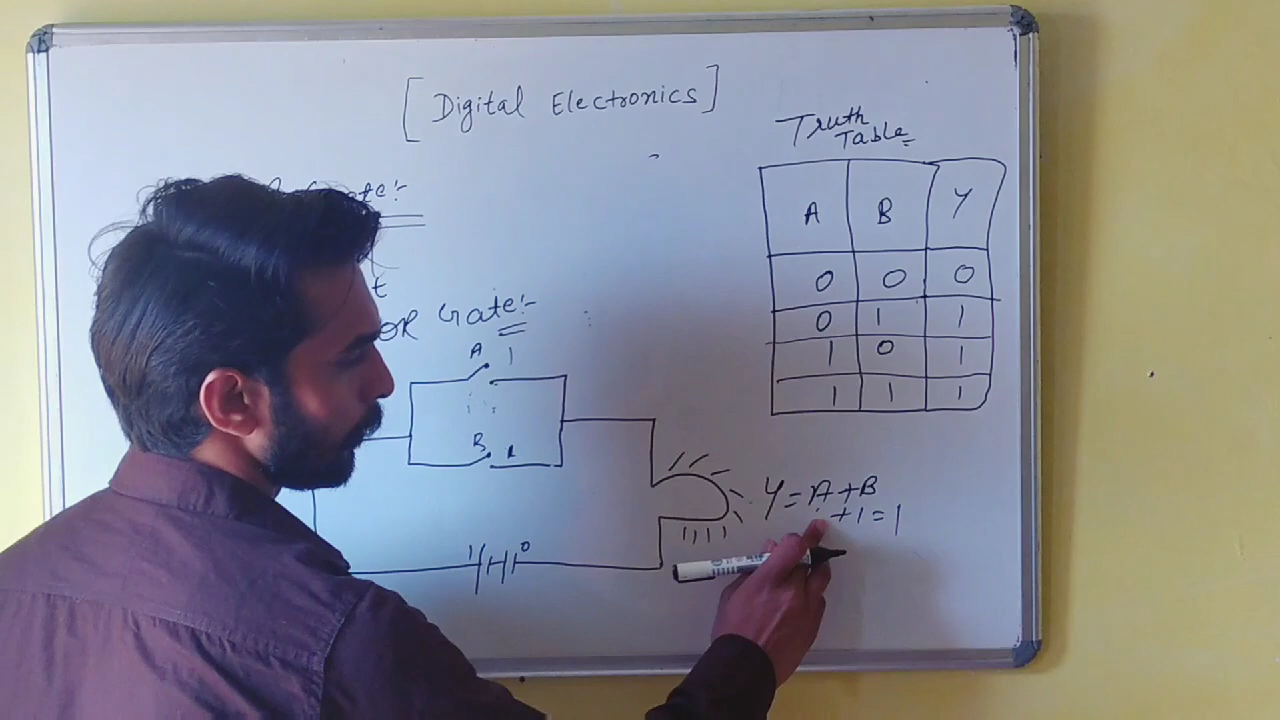 [ Digital Electronics ]
Truth
Table
A B Y
0 0 0
0 1 1
1 0 1
1 1 1
Gate:-
OR Gate:-
A 1
B 1
1 0
Y = A + B
+ 1 = 1